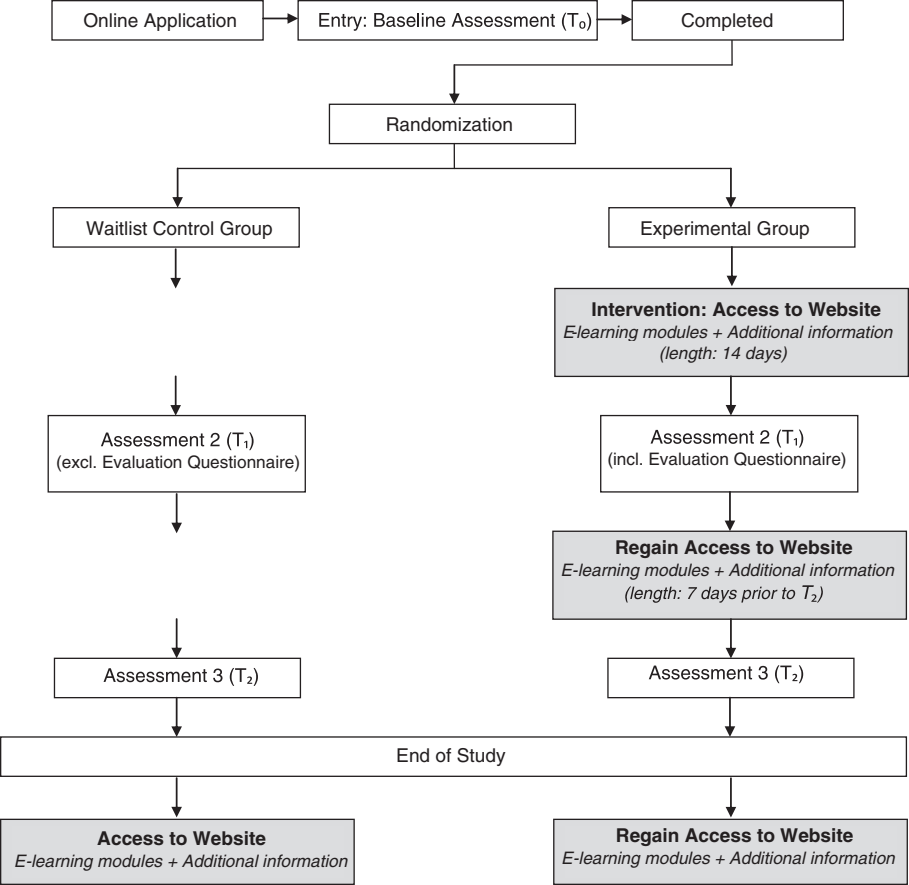 Online Application
Entry: Baseline Assessment (T₀)
Completed
Randomization
Waitlist Control Group
Experimental Group
Intervention: Access to Website
E-learning modules + Additional information
(length: 14 days)
Assessment 2 (T₁)
(excl. Evaluation Questionnaire)
Assessment 2 (T₁)
(incl. Evaluation Questionnaire)
Regain Access to Website
E-learning modules + Additional information
(length: 7 days prior to T₂)
Assessment 3 (T₂)
Assessment 3 (T₂)
End of Study
Access to Website
E-learning modules + Additional information
Regain Access to Website
E-learning modules + Additional information